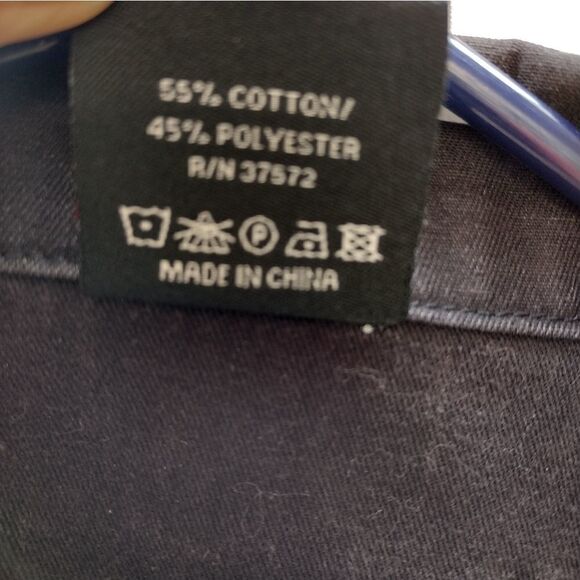 55% COTTON/
45% POLYESTER
R/N 37572
P
MADE IN CHINA